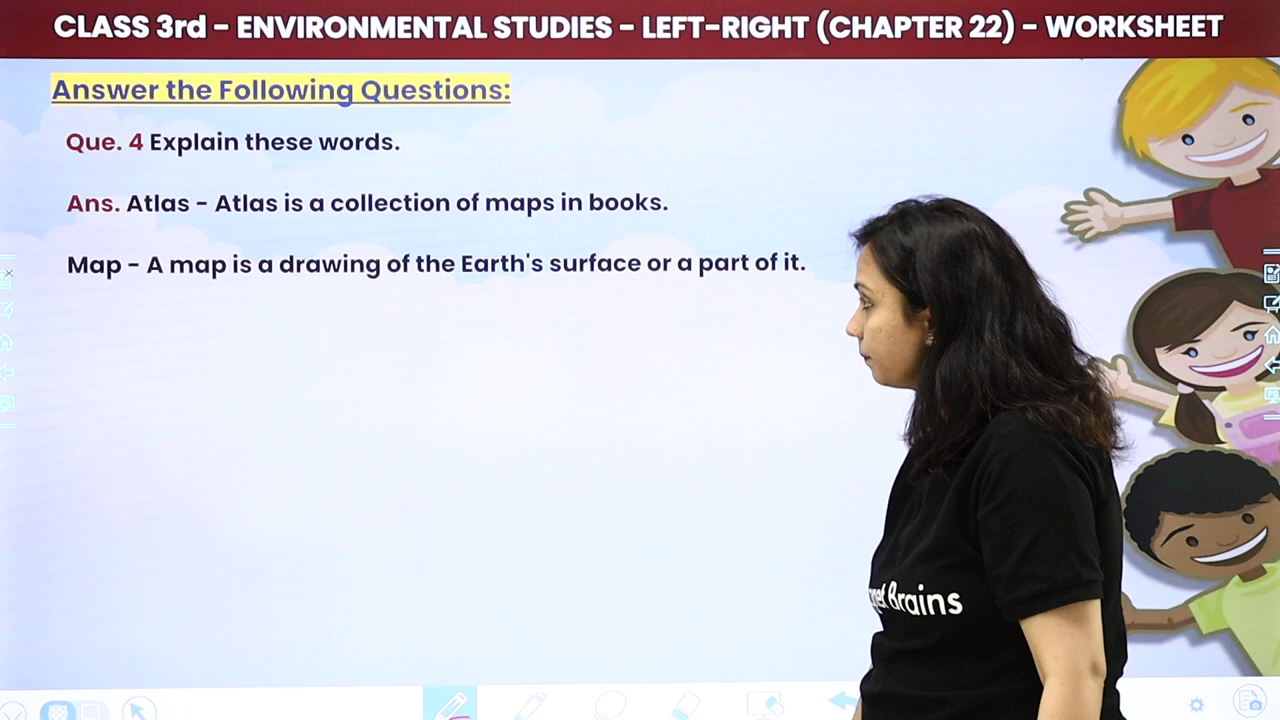 CLASS 3rd – ENVIRONMENTAL STUDIES – LEFT-RIGHT (CHAPTER 22) – WORKSHEET
Answer the Following Questions:
Que. 4 Explain these words.
Ans. Atlas – Atlas is a collection of maps in books.
Map – A map is a drawing of the Earth's surface or a part of it.
Brains